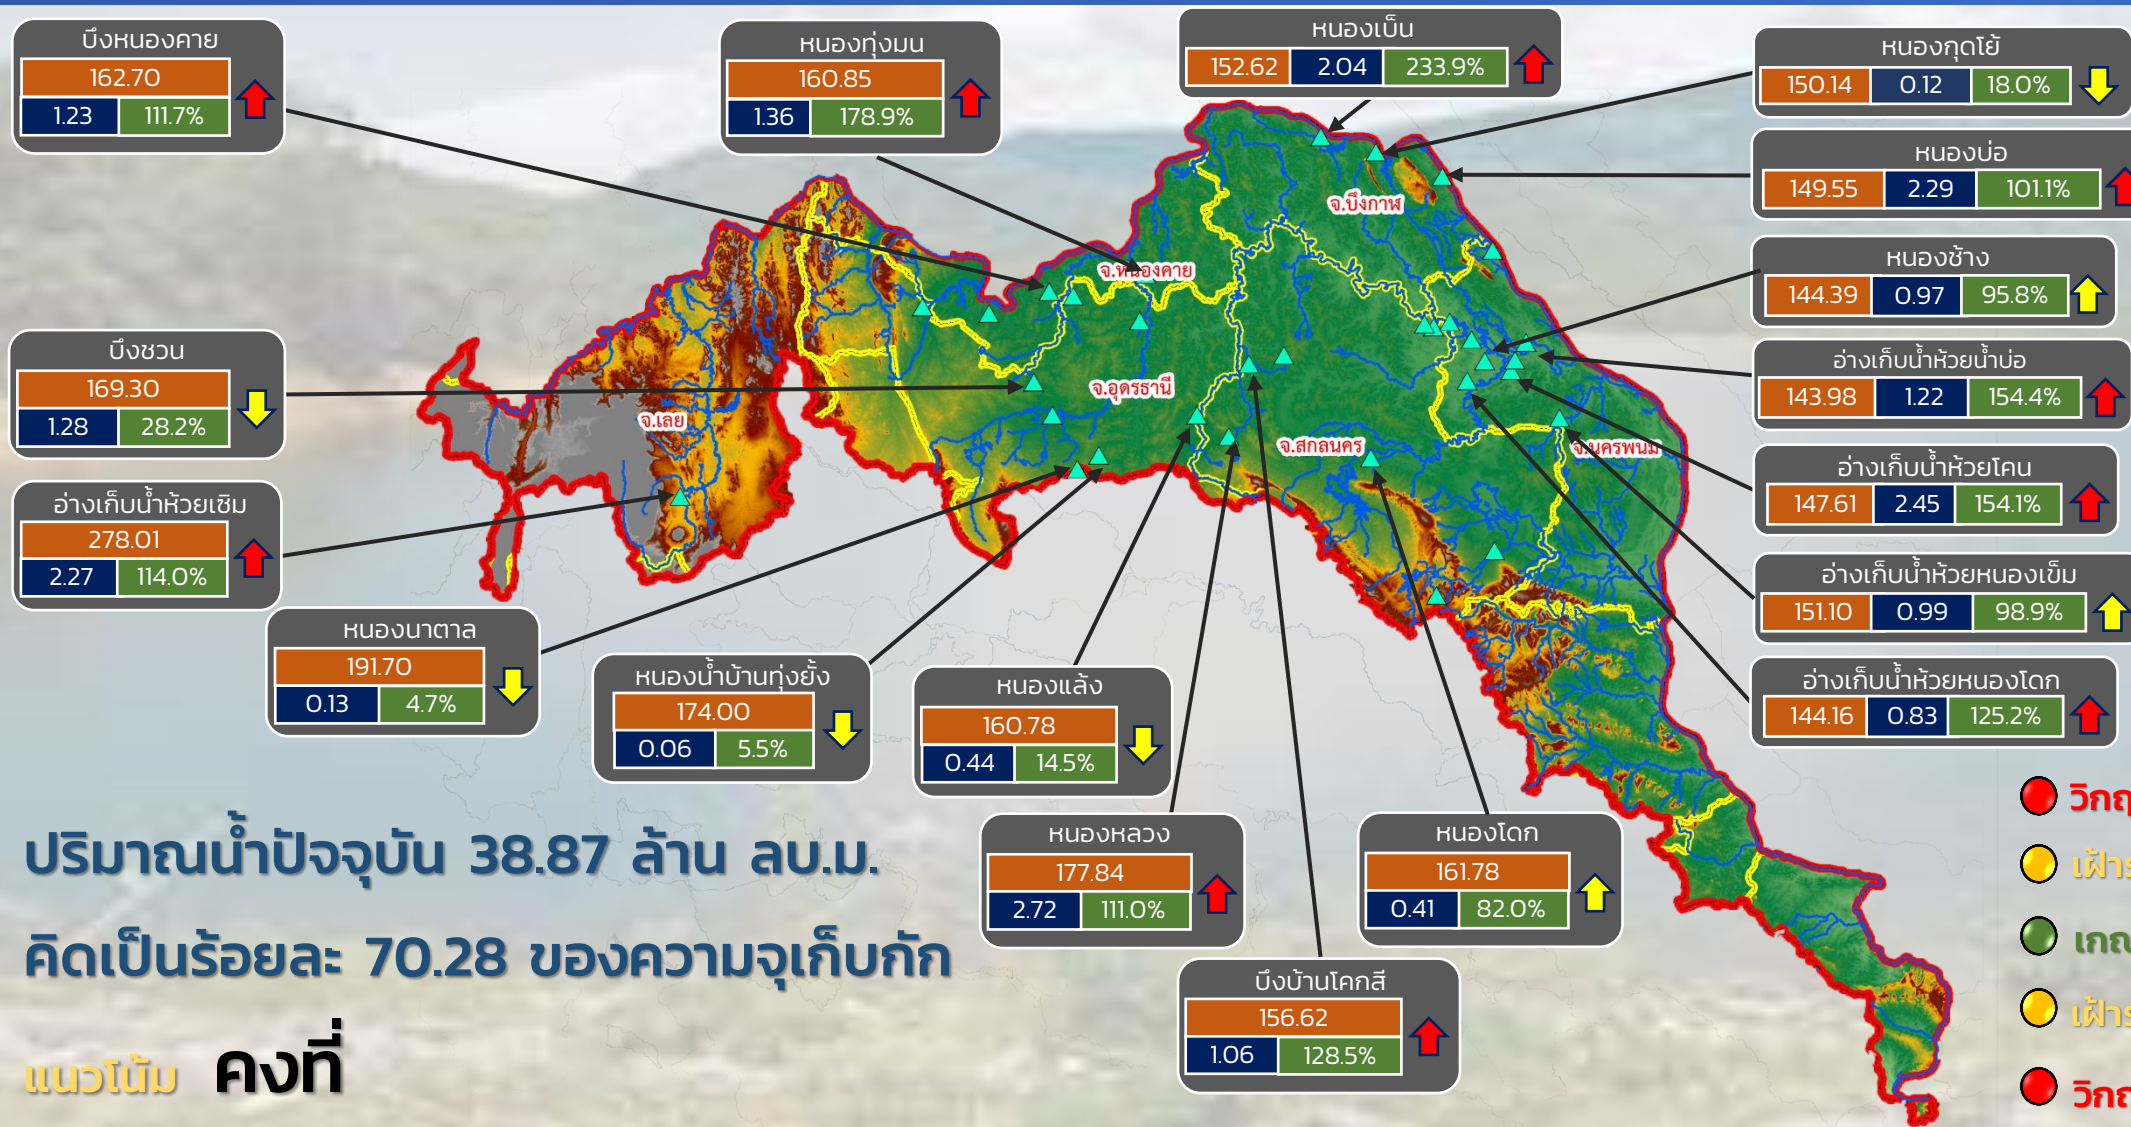 บึงหนองคาย
162.70
1.23 111.7%
หนองทุ่งมน
160.85
1.36 178.9%
หนองเบ็น
152.62 2.04 233.9%
หนองกุดโย้
150.14 0.12 18.0%
หนองบ่อ
149.55 2.29 101.1%
หนองช้าง
144.39 0.97 95.8%
อ่างเก็บน้ำห้วยน้ำบ่อ
143.98 1.22 154.4%
อ่างเก็บน้ำห้วยโคน
147.61 2.45 154.1%
อ่างเก็บน้ำห้วยหนองเข็ม
151.10 0.99 98.9%
อ่างเก็บน้ำห้วยหนองโดก
144.16 0.83 125.2%
บึงชวน
169.30
1.28 28.2%
อ่างเก็บน้ำห้วยเซิม
278.01
2.27 114.0%
หนองนาตาล
191.70
0.13 4.7%
หนองน้ำบ้านทุ่งยั้ง
174.00
0.06 5.5%
หนองแล้ง
160.78
0.44 14.5%
หนองหลวง
177.84
2.72 111.0%
หนองโดก
161.78
0.41 82.0%
บึงบ้านโคกสี
156.62
1.06 128.5%
จ.บึงกาฬ
จ.หนองคาย
จ.อุดรธานี
จ.เลย
จ.สกลนคร
จ.นครพนม
ปริมาณน้ำปัจจุบัน 38.87 ล้าน ลบ.ม.
คิดเป็นร้อยละ 70.28 ของความจุเก็บกัก
แนวโน้ม คงที่